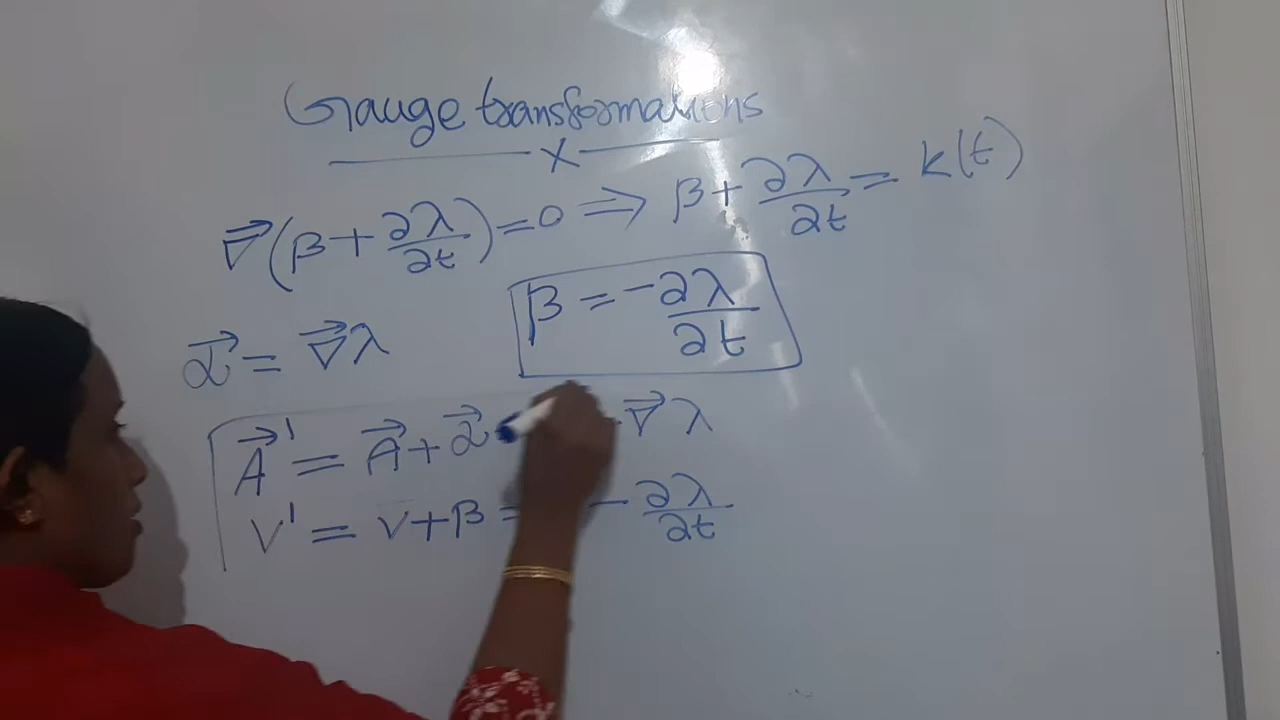 Gauge transformations
x
∇⃗(β + ∂λ/∂t) = 0 ⇒ β + ∂λ/∂t = k(t)
β = -∂λ/∂t
α⃗ = ∇⃗λ
A⃗' = A⃗ + α⃗ ∇⃗λ
V' = V + β = - ∂λ/∂t